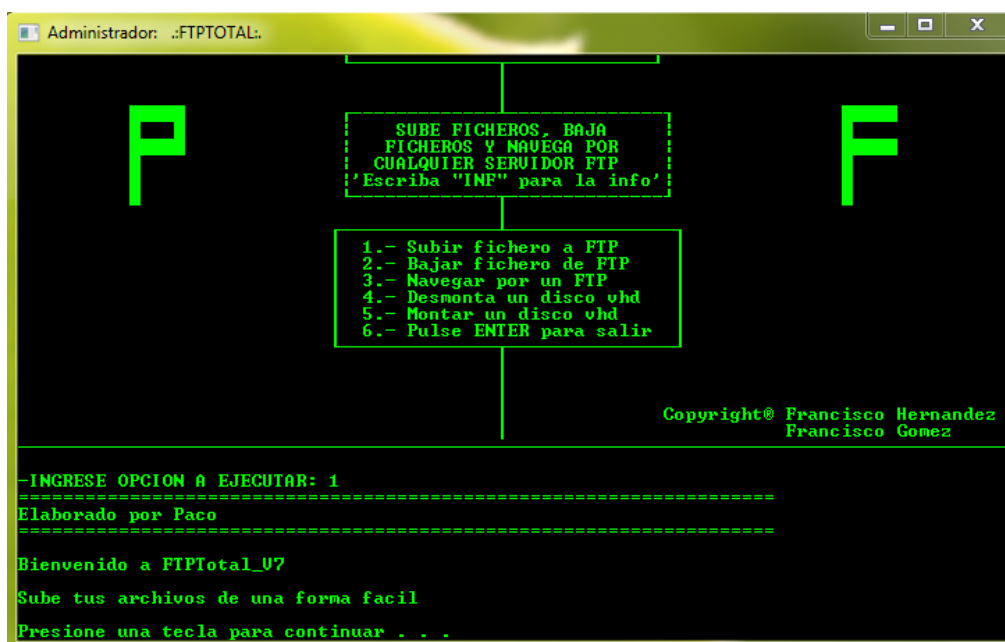 Administrador:  .:FTPTOTAL:.
P
F
SUBE FICHEROS, BAJA
FICHEROS Y NAVEGA POR
CUALQUIER SERVIDOR FTP
'Escriba "INF" para la info'
1.- Subir fichero a FTP
2.- Bajar fichero de FTP
3.- Navegar por un FTP
4.- Desmonta un disco vhd
5.- Montar un disco vhd
6.- Pulse ENTER para salir
Copyright® Francisco Hernandez
Francisco Gomez
-INGRESE OPCION A EJECUTAR: 1
====================================================================
Elaborado por Paco
====================================================================
Bienvenido a FTPTotal_V7
Sube tus archivos de una forma facil
Presione una tecla para continuar . . .